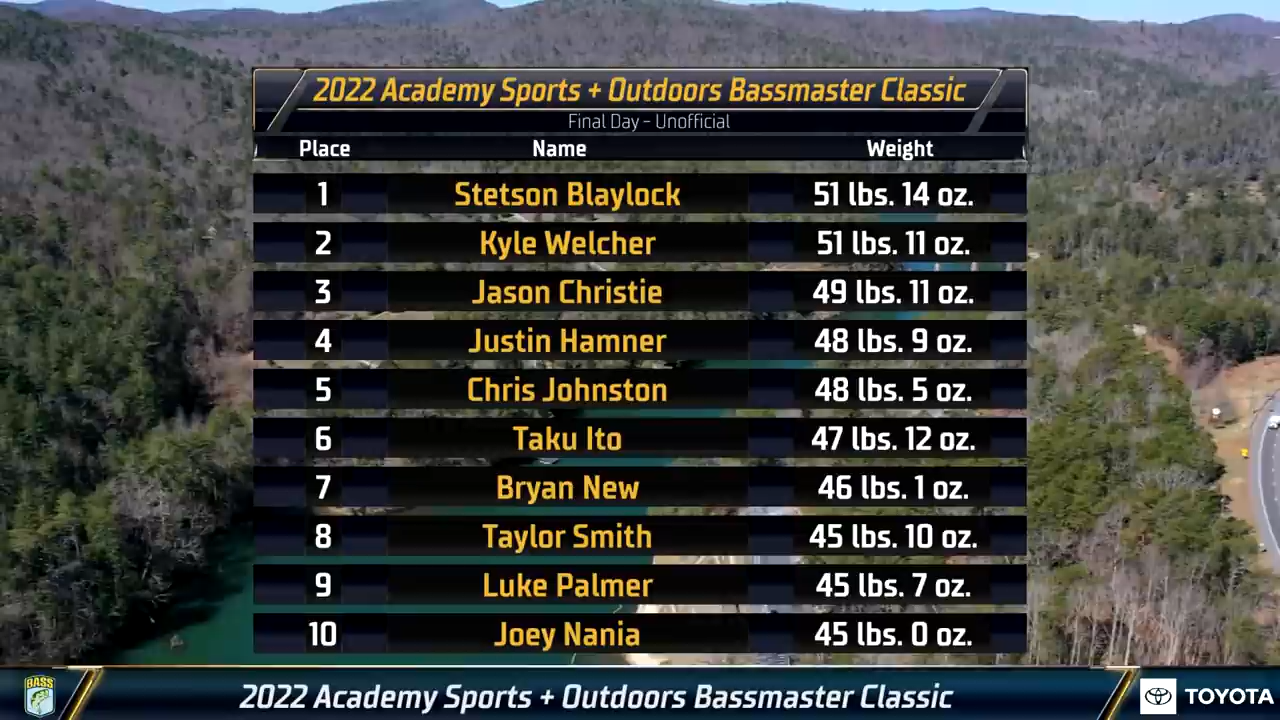 2022 Academy Sports + Outdoors Bassmaster Classic
Final Day - Unofficial
Place Name Weight
1 Stetson Blaylock 51 lbs. 14 oz.
2 Kyle Welcher 51 lbs. 11 oz.
3 Jason Christie 49 lbs. 11 oz.
4 Justin Hamner 48 lbs. 9 oz.
5 Chris Johnston 48 lbs. 5 oz.
6 Taku Ito 47 lbs. 12 oz.
7 Bryan New 46 lbs. 1 oz.
8 Taylor Smith 45 lbs. 10 oz.
9 Luke Palmer 45 lbs. 7 oz.
10 Joey Nania 45 lbs. 0 oz.
BASS 2022 Academy Sports + Outdoors Bassmaster Classic TOYOTA